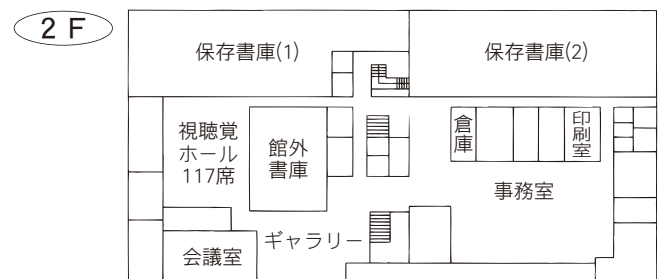 2 F
保存書庫(1)
保存書庫(2)
視聴覚
ホール
117席
館外
書庫
倉庫
印刷室
事務室
ギャラリー
会議室